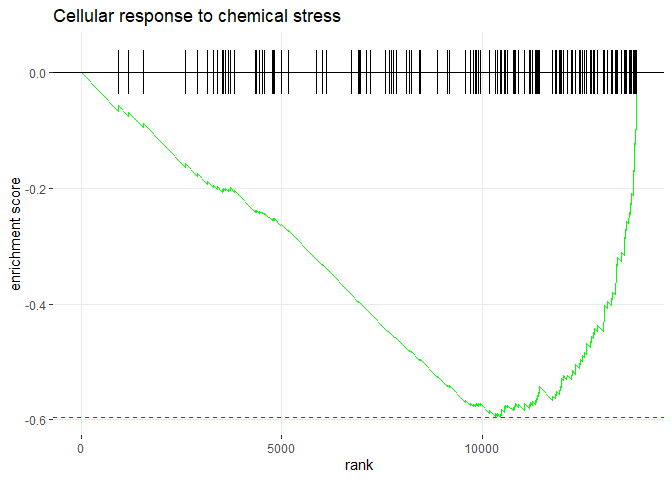 Cellular response to chemical stress
enrichment score
0.0
-0.2
-0.4
-0.6
0
5000
10000
rank